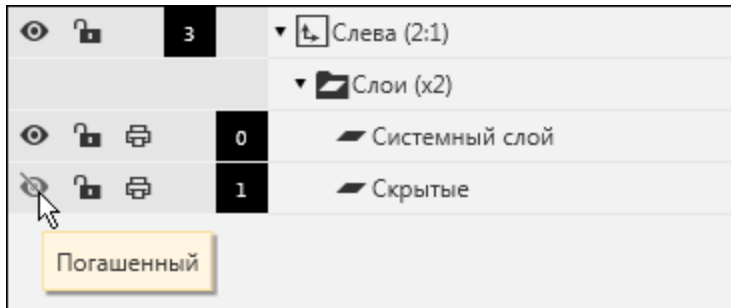 3 Слева (2:1)
Слои (x2)
0 Системный слой
1 Скрытые
Погашенный